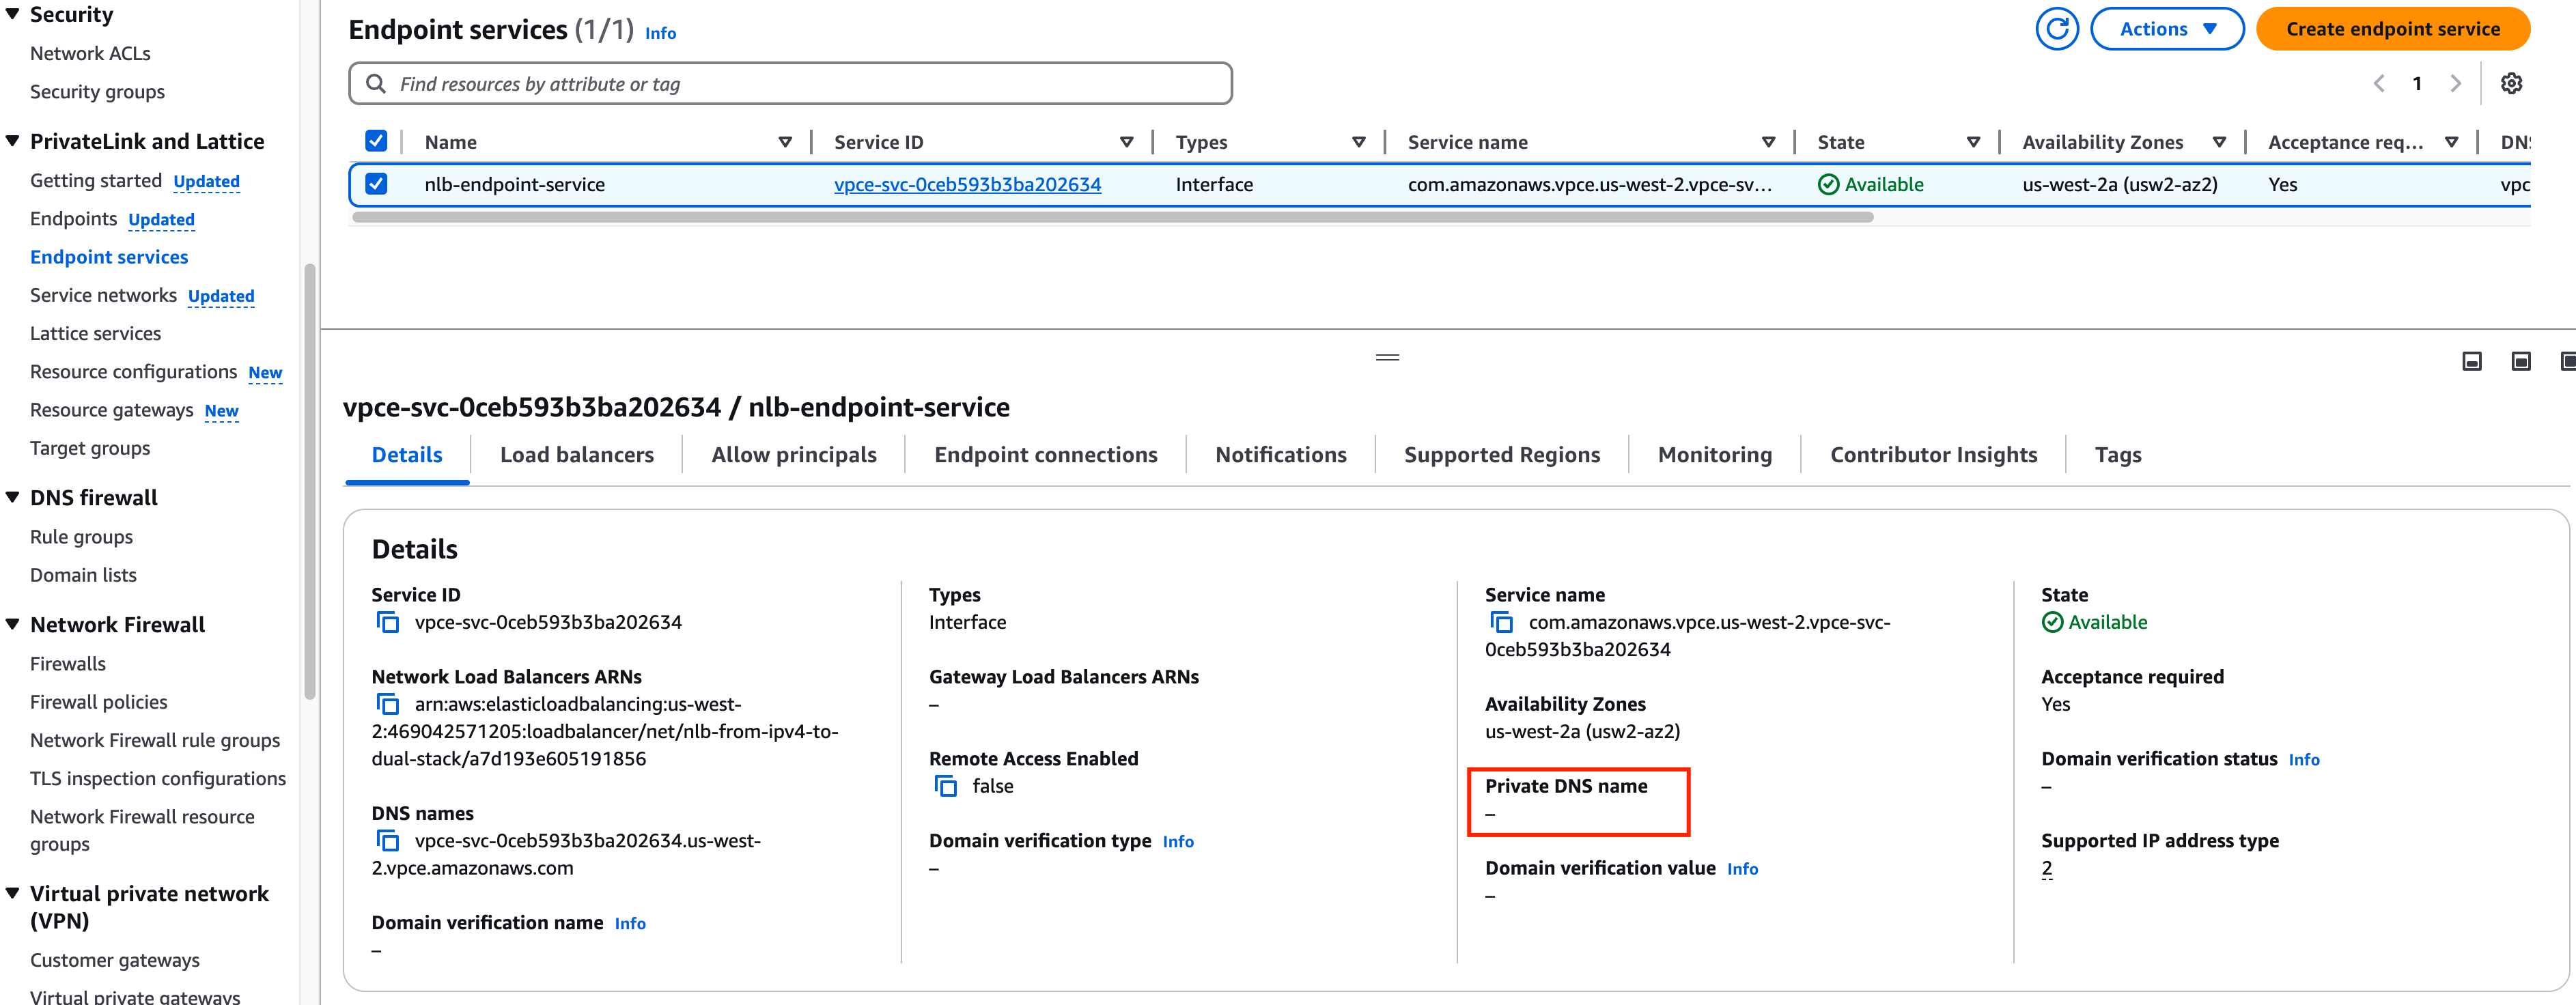 Security
Network ACLs
Security groups
PrivateLink and Lattice
Getting started Updated
Endpoints Updated
Endpoint services
Service networks Updated
Lattice services
Resource configurations New
Resource gateways New
Target groups
DNS firewall
Rule groups
Domain lists
Network Firewall
Firewalls
Firewall policies
Network Firewall rule groups
TLS inspection configurations
Network Firewall resource
groups
Virtual private network
(VPN)
Customer gateways
Virtual private gateways
Endpoint services (1/1) Info
Actions
Create endpoint service
Find resources by attribute or tag
1
Name Service ID Types Service name State Availability Zones Acceptance req... DNS
nlb-endpoint-service vpce-svc-0ceb593b3ba202634 Interface com.amazonaws.vpce.us-west-2.vpce-sv... Available us-west-2a (usw2-az2) Yes vpc
vpce-svc-0ceb593b3ba202634 / nlb-endpoint-service
Details Load balancers Allow principals Endpoint connections Notifications Supported Regions Monitoring Contributor Insights Tags
Details
Service ID
vpce-svc-0ceb593b3ba202634
Network Load Balancers ARNs
arn:aws:elasticloadbalancing:us-west-
2:469042571205:loadbalancer/net/nlb-from-ipv4-to-
dual-stack/a7d193e605191856
DNS names
vpce-svc-0ceb593b3ba202634.us-west-
2.vpce.amazonaws.com
Domain verification name Info
–
Types
Interface
Gateway Load Balancers ARNs
–
Remote Access Enabled
false
Domain verification type Info
–
Service name
com.amazonaws.vpce.us-west-2.vpce-svc-
0ceb593b3ba202634
Availability Zones
us-west-2a (usw2-az2)
Private DNS name
–
Domain verification value Info
–
State
Available
Acceptance required
Yes
Domain verification status Info
–
Supported IP address type
2